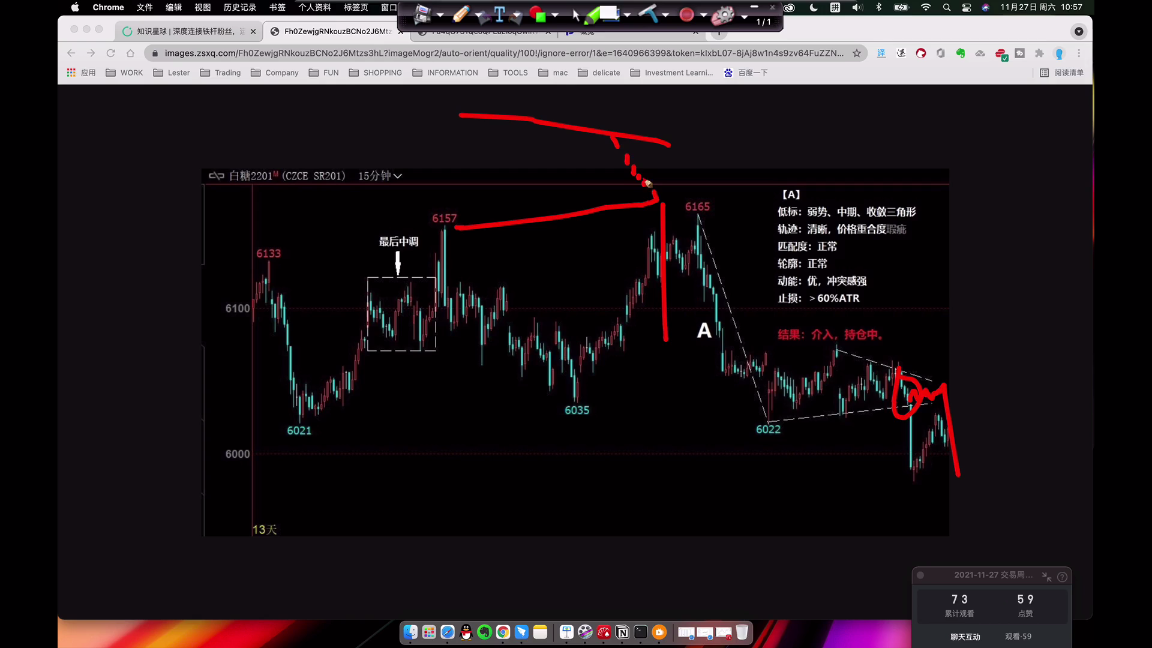 Chrome 文件 编辑 视图 历史记录 书签 个人资料 标签页 窗口
拼
11月27日 周六 10:57
T
1/1
知识星球 | 深度连接铁杆粉丝,
Fh0ZewjgRNkouzBCNo2J6Mtz
images.zsxq.com/Fh0ZewjgRNkouzBCNo2J6Mtzs3hL?imageMogr2/auto-orient/quality/100!/ignore-error/1&e=1640966399&token=kIxbL07-8jAj8w1n4s9zv64FuZZN...
译
应用 WORK Lester Trading Company FUN SHOPPING INFORMATION TOOLS mac delicate Investment Learni... 百度一下 阅读清单
白糖2201M (CZCE SR201) 15分钟
6165
【A】
低标: 弱势、中期、收敛三角形
6157
轨迹: 清晰, 价格重合度瑕疵
最后中调
匹配度: 正常
6133
轮廓: 正常
动能: 优, 冲突感强
止损: > 60%ATR
6100
A
结果: 介入, 持仓中。
6035
6021
6022
6000
13天
2021-11-27 交易周...
73 59
累计观看 点赞
聊天互动 观看·59